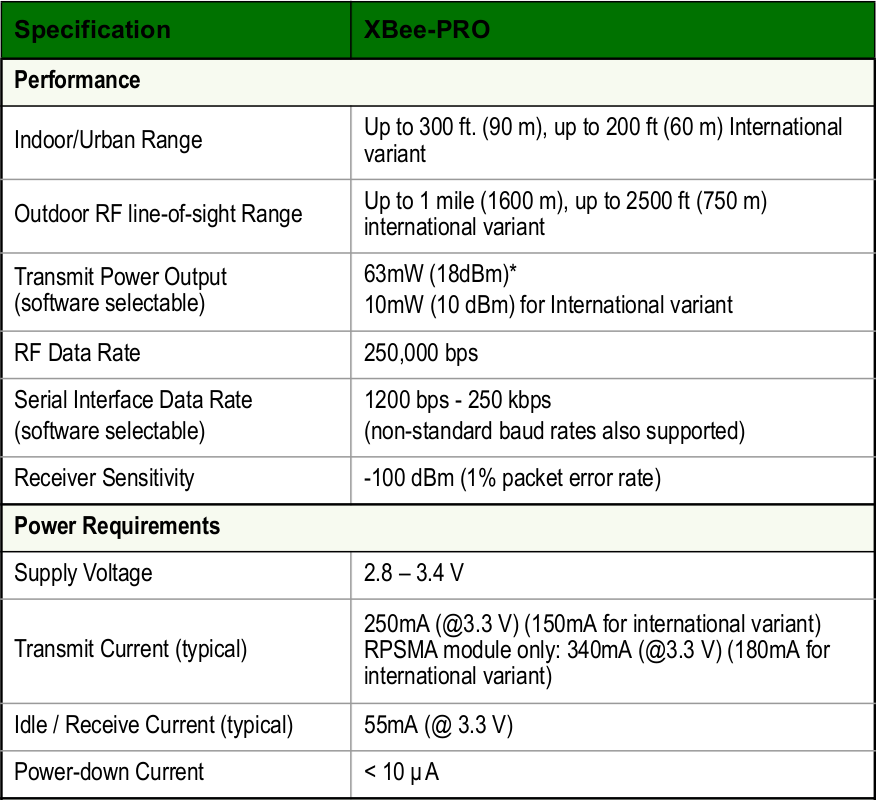 Specification
XBee-PRO
Performance
Indoor/Urban Range
Up to 300 ft. (90 m), up to 200 ft (60 m) International
variant
Outdoor RF line-of-sight Range
Up to 1 mile (1600 m), up to 2500 ft (750 m)
international variant
Transmit Power Output
(software selectable)
63mW (18dBm)*
10mW (10 dBm) for International variant
RF Data Rate
250,000 bps
Serial Interface Data Rate
(software selectable)
1200 bps - 250 kbps
(non-standard baud rates also supported)
Receiver Sensitivity
-100 dBm (1% packet error rate)
Power Requirements
Supply Voltage
2.8 – 3.4 V
Transmit Current (typical)
250mA (@3.3 V) (150mA for international variant)
RPSMA module only: 340mA (@3.3 V) (180mA for
international variant)
Idle / Receive Current (typical)
55mA (@ 3.3 V)
Power-down Current
< 10 µA